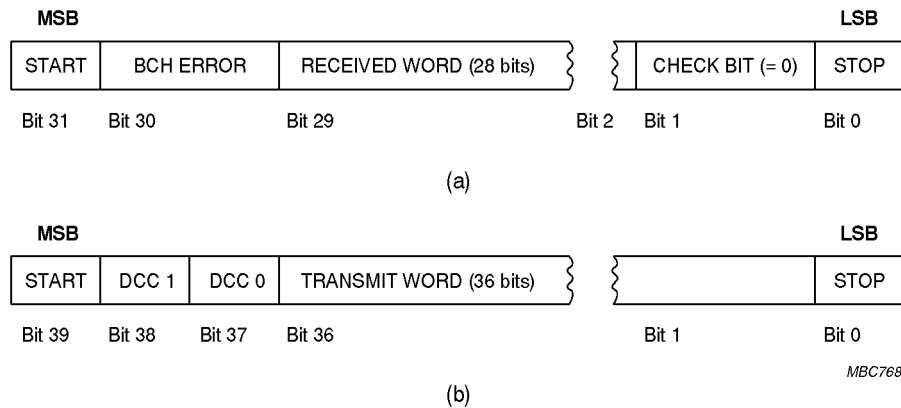 MSB LSB
START BCH ERROR RECEIVED WORD (28 bits) CHECK BIT (= 0) STOP
Bit 31 Bit 30 Bit 29 Bit 2 Bit 1 Bit 0
(a)
MSB LSB
START DCC 1 DCC 0 TRANSMIT WORD (36 bits) STOP
Bit 39 Bit 38 Bit 37 Bit 36 Bit 1 Bit 0
MBC768
(b)